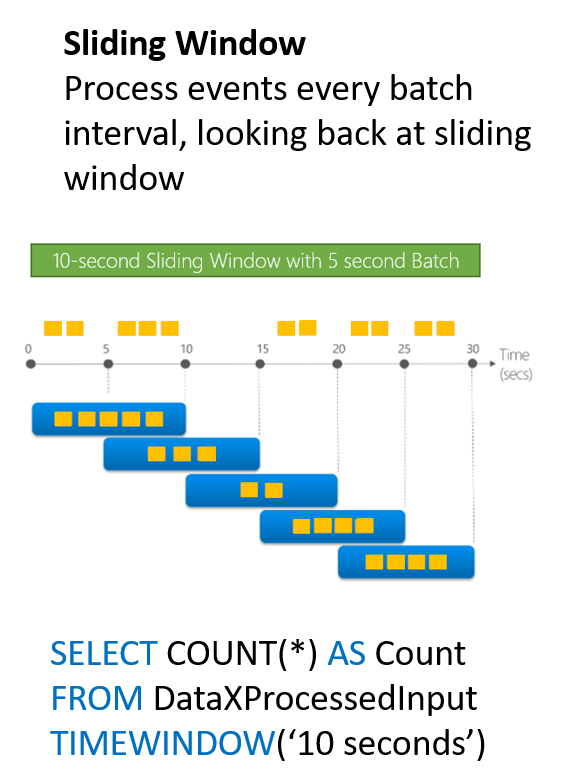 Sliding Window
Process events every batch
interval, looking back at sliding
window
10-second Sliding Window with 5 second Batch
0 5 10 15 20 25 30 Time
(secs)
SELECT COUNT(*) AS Count
FROM DataXProcessedInput
TIMEWINDOW(‘10 seconds’)